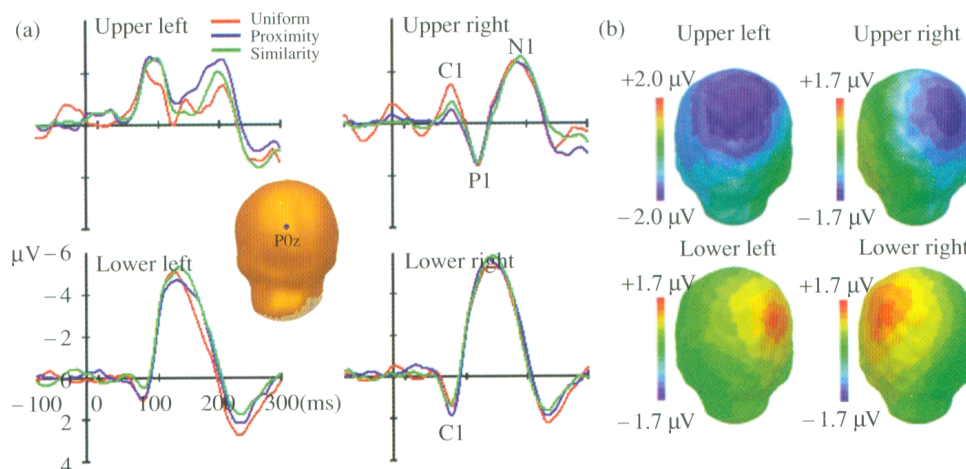 (a)
Upper left
Uniform
Proximity
Similarity
Upper right
C1
N1
P1
P0z
μV – 6
– 4
– 2
0
2
4
Lower left
– 100 0 100 200 300(ms)
Lower right
C1
(b)
Upper left
+2.0 μV
– 2.0 μV
Upper right
+1.7 μV
– 1.7 μV
Lower left
+1.7 μV
– 1.7 μV
Lower right
+1.7 μV
– 1.7 μV